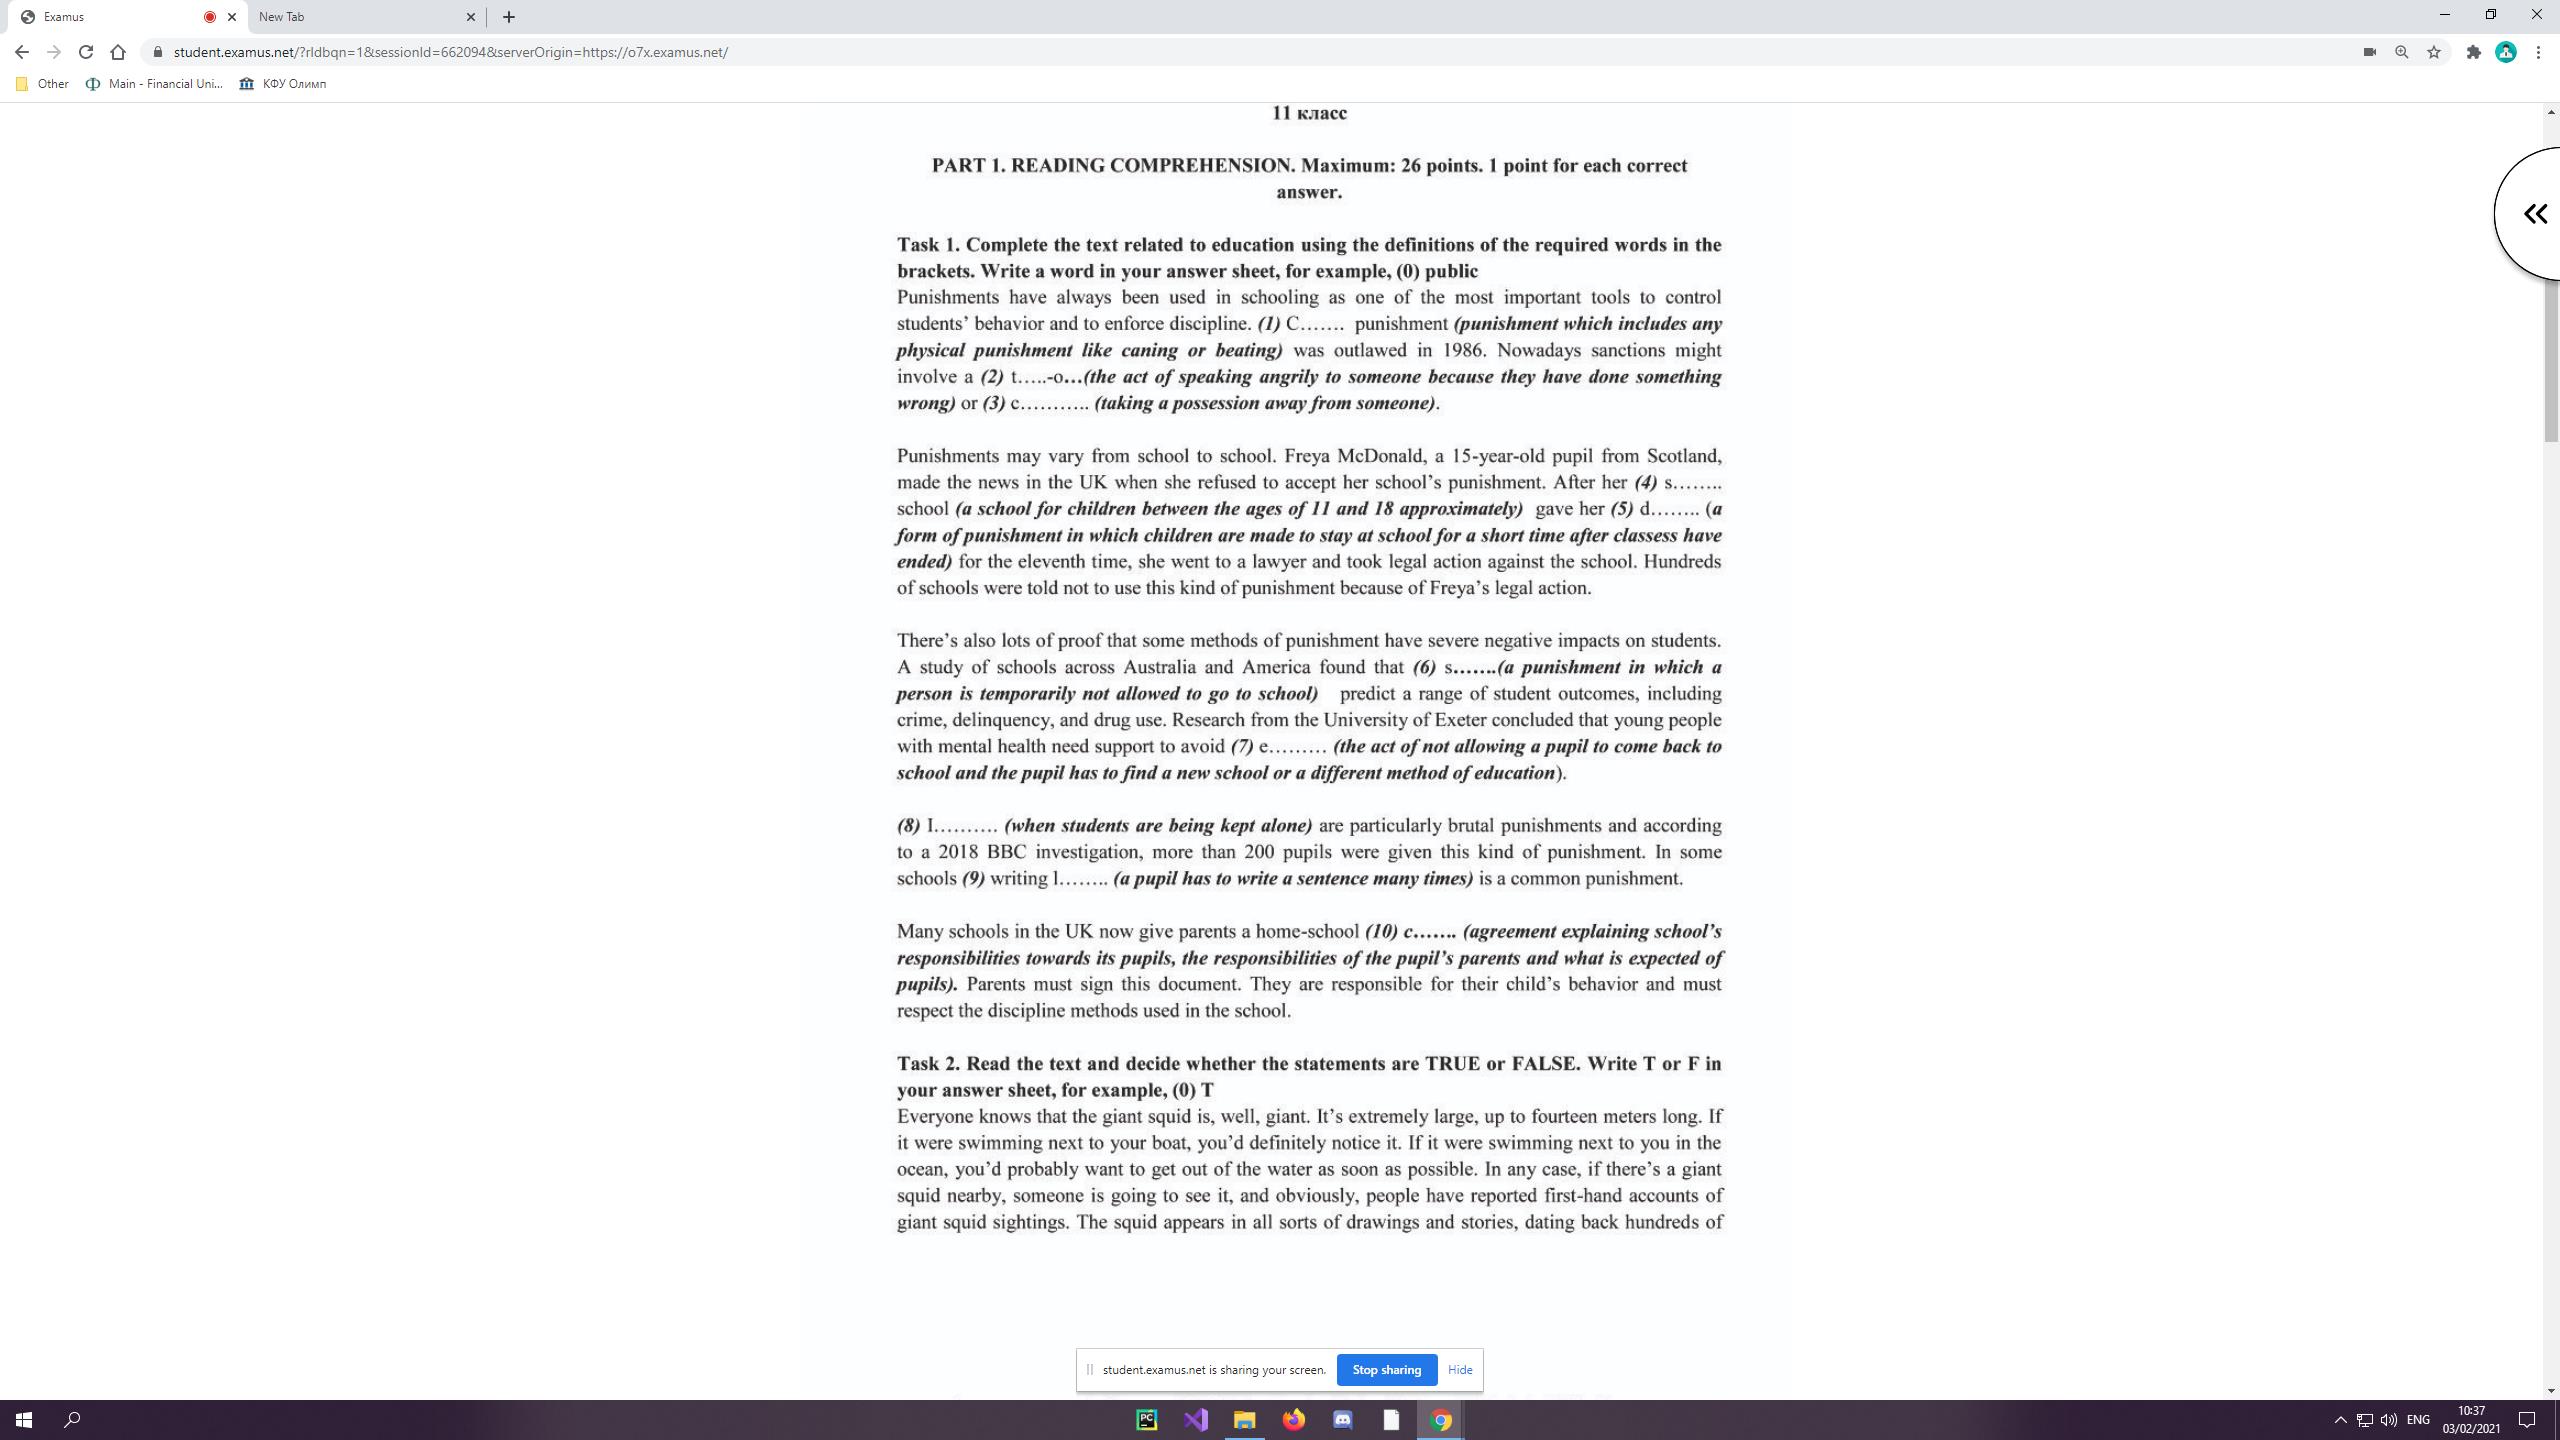 Examus
New Tab
student.examus.net/?rldbqn=1&sessionId=662094&serverOrigin=https://o7x.examus.net/
Other
Main - Financial Uni...
КФУ Олимп
11 класс
PART 1. READING COMPREHENSION. Maximum: 26 points. 1 point for each correct
answer.
Task 1. Complete the text related to education using the definitions of the required words in the
brackets. Write a word in your answer sheet, for example, (0) public
Punishments have always been used in schooling as one of the most important tools to control
students’ behavior and to enforce discipline. (1) C……. punishment (punishment which includes any
physical punishment like caning or beating) was outlawed in 1986. Nowadays sanctions might
involve a (2) t…..-o…(the act of speaking angrily to someone because they have done something
wrong) or (3) c……….. (taking a possession away from someone).
Punishments may vary from school to school. Freya McDonald, a 15-year-old pupil from Scotland,
made the news in the UK when she refused to accept her school’s punishment. After her (4) s……..
school (a school for children between the ages of 11 and 18 approximately) gave her (5) d…….. (a
form of punishment in which children are made to stay at school for a short time after classess have
ended) for the eleventh time, she went to a lawyer and took legal action against the school. Hundreds
of schools were told not to use this kind of punishment because of Freya’s legal action.
There’s also lots of proof that some methods of punishment have severe negative impacts on students.
A study of schools across Australia and America found that (6) s…….(a punishment in which a
person is temporarily not allowed to go to school) predict a range of student outcomes, including
crime, delinquency, and drug use. Research from the University of Exeter concluded that young people
with mental health need support to avoid (7) e……… (the act of not allowing a pupil to come back to
school and the pupil has to find a new school or a different method of education).
(8) I………. (when students are being kept alone) are particularly brutal punishments and according
to a 2018 BBC investigation, more than 200 pupils were given this kind of punishment. In some
schools (9) writing l…….. (a pupil has to write a sentence many times) is a common punishment.
Many schools in the UK now give parents a home-school (10) c……. (agreement explaining school’s
responsibilities towards its pupils, the responsibilities of the pupil’s parents and what is expected of
pupils). Parents must sign this document. They are responsible for their child’s behavior and must
respect the discipline methods used in the school.
Task 2. Read the text and decide whether the statements are TRUE or FALSE. Write T or F in
your answer sheet, for example, (0) T
Everyone knows that the giant squid is, well, giant. It’s extremely large, up to fourteen meters long. If
it were swimming next to your boat, you’d definitely notice it. If it were swimming next to you in the
ocean, you’d probably want to get out of the water as soon as possible. In any case, if there’s a giant
squid nearby, someone is going to see it, and obviously, people have reported first-hand accounts of
giant squid sightings. The squid appears in all sorts of drawings and stories, dating back hundreds of
student.examus.net is sharing your screen.
Stop sharing
Hide
PC
ENG
10:37
03/02/2021